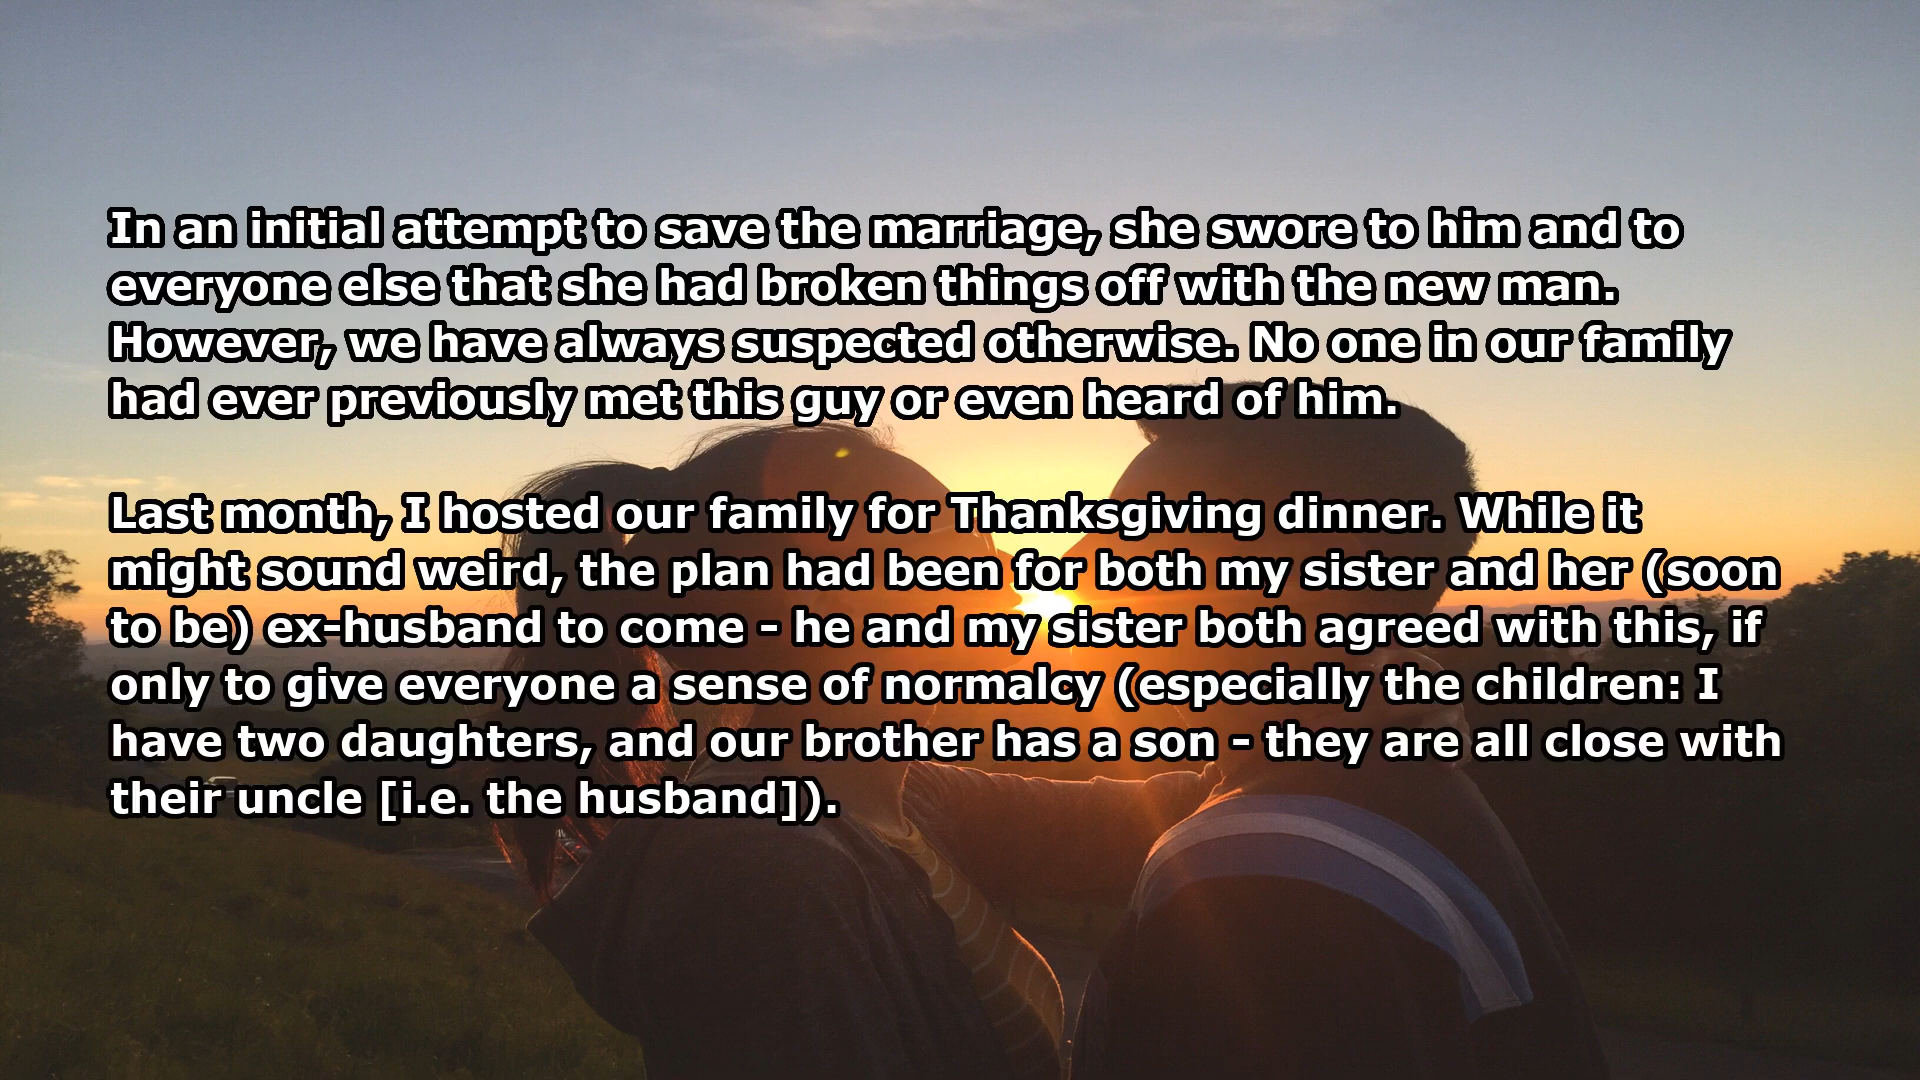 In an initial attempt to save the marriage, she swore to him and to
everyone else that she had broken things off with the new man.
However, we have always suspected otherwise. No one in our family
had ever previously met this guy or even heard of him.
Last month, I hosted our family for Thanksgiving dinner. While it
might sound weird, the plan had been for both my sister and her (soon
to be) ex-husband to come - he and my sister both agreed with this, if
only to give everyone a sense of normalcy (especially the children: I
have two daughters, and our brother has a son - they are all close with
their uncle [i.e. the husband]).